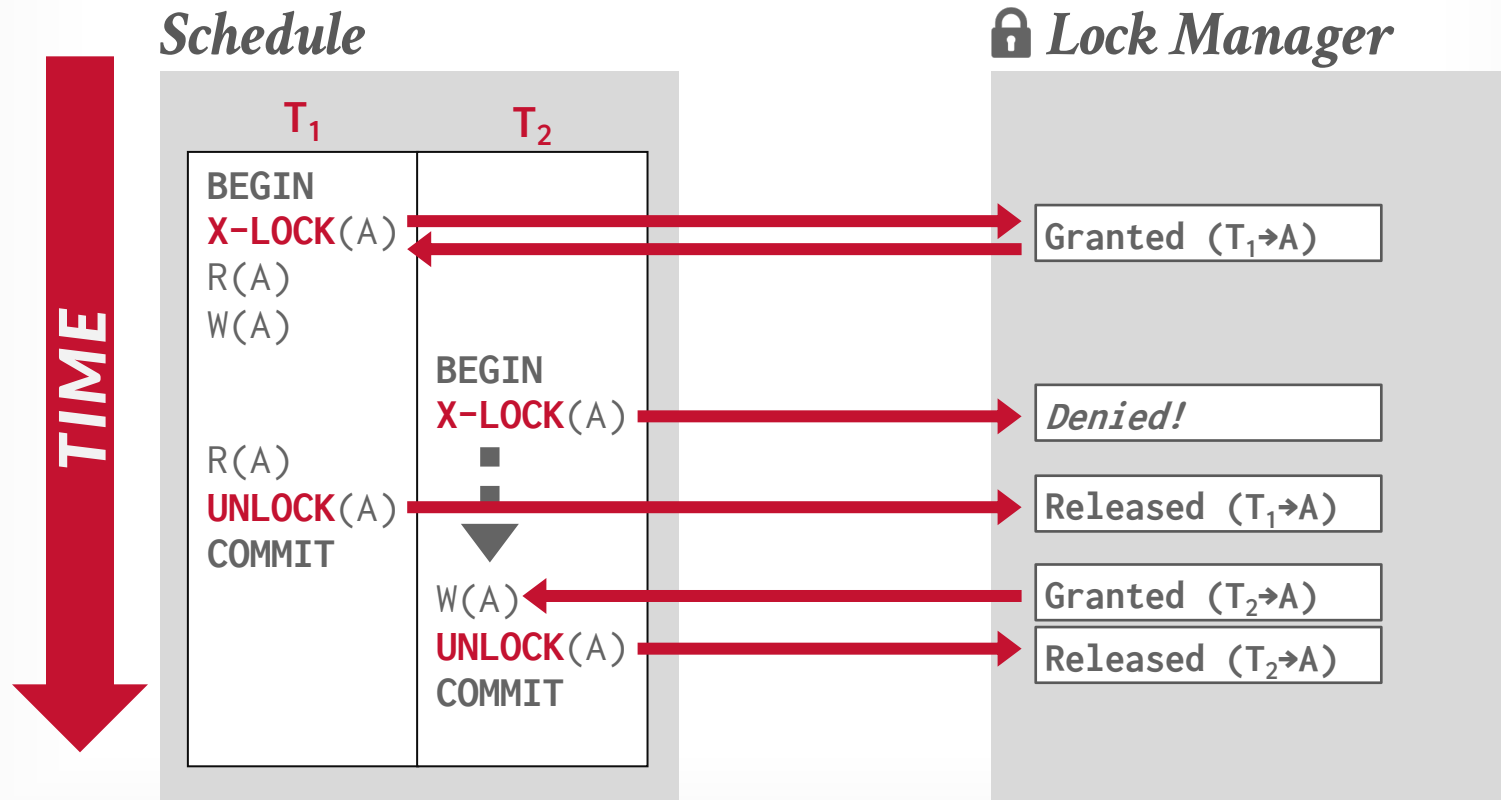 Schedule
Lock Manager
TIME
T₁
T₂
BEGIN
X-LOCK(A)
Granted (T₁→A)
R(A)
W(A)
BEGIN
X-LOCK(A)
Denied!
R(A)
UNLOCK(A)
Released (T₁→A)
COMMIT
W(A)
Granted (T₂→A)
UNLOCK(A)
Released (T₂→A)
COMMIT